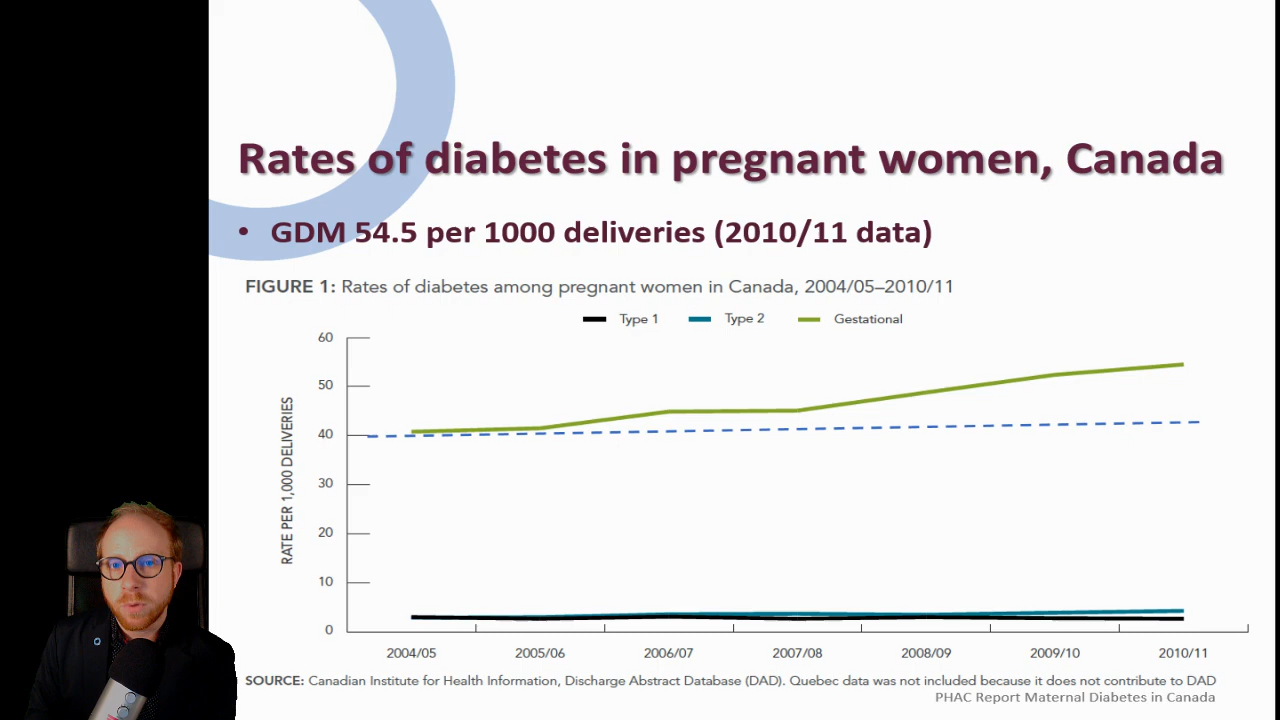 Rates of diabetes in pregnant women, Canada
• GDM 54.5 per 1000 deliveries (2010/11 data)
FIGURE 1: Rates of diabetes among pregnant women in Canada, 2004/05–2010/11
Type 1 Type 2 Gestational
60
50
40
30
20
10
0
RATE PER 1,000 DELIVERIES
2004/05 2005/06 2006/07 2007/08 2008/09 2009/10 2010/11
SOURCE: Canadian Institute for Health Information, Discharge Abstract Database (DAD). Quebec data was not included because it does not contribute to DAD
PHAC Report Maternal Diabetes in Canada